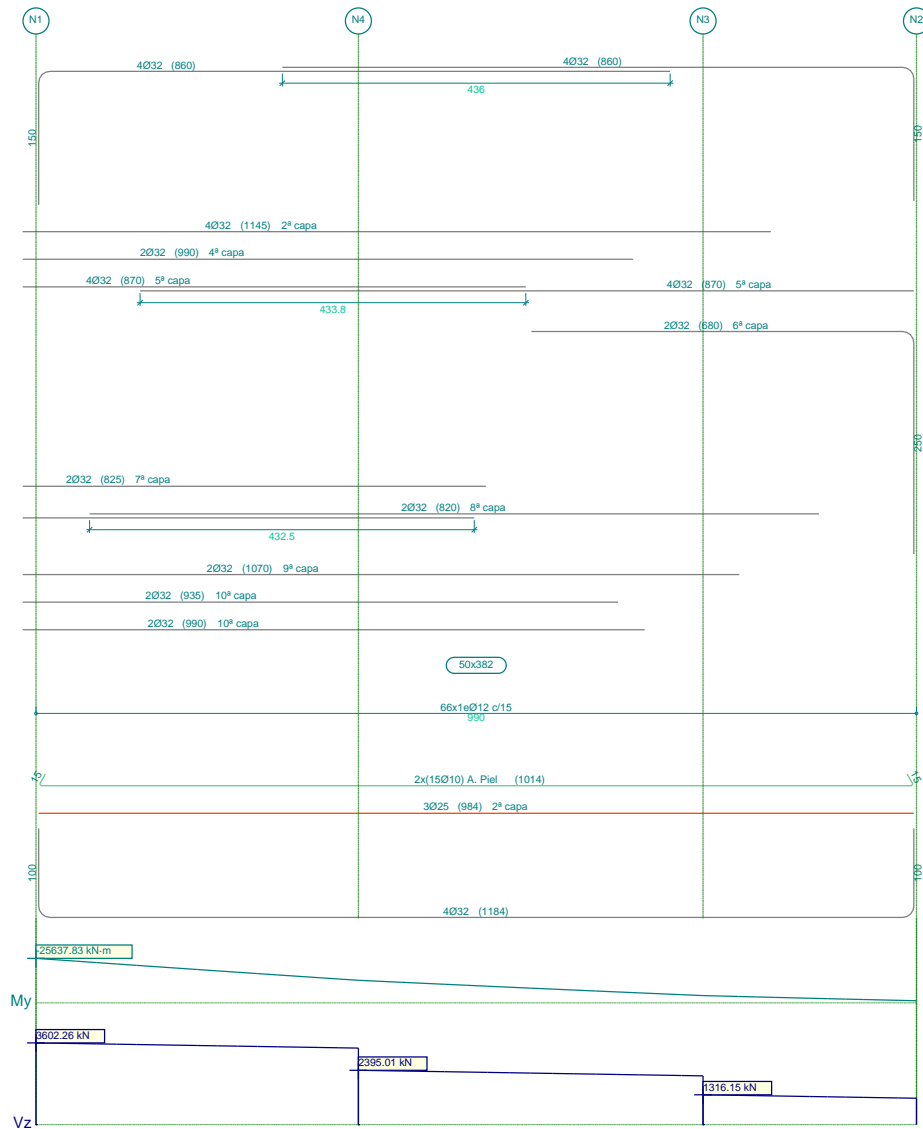 N1 N4 N3 N2
4Ø32 (860) 4Ø32 (860)
436
150 150
4Ø32 (1145) 2ª capa
2Ø32 (990) 4ª capa
4Ø32 (870) 5ª capa 4Ø32 (870) 5ª capa
433.8
2Ø32 (680) 6ª capa
250
2Ø32 (825) 7ª capa
2Ø32 (820) 8ª capa
432.5
2Ø32 (1070) 9ª capa
2Ø32 (935) 10ª capa
2Ø32 (990) 10ª capa
50x382
66x1eØ12 c/15
990
15 15
2x(15Ø10) A. Piel (1014)
3Ø25 (984) 2ª capa
100 100
4Ø32 (1184)
-25637.83 kN·m
My
3602.26 kN
2395.01 kN
1316.15 kN
Vz